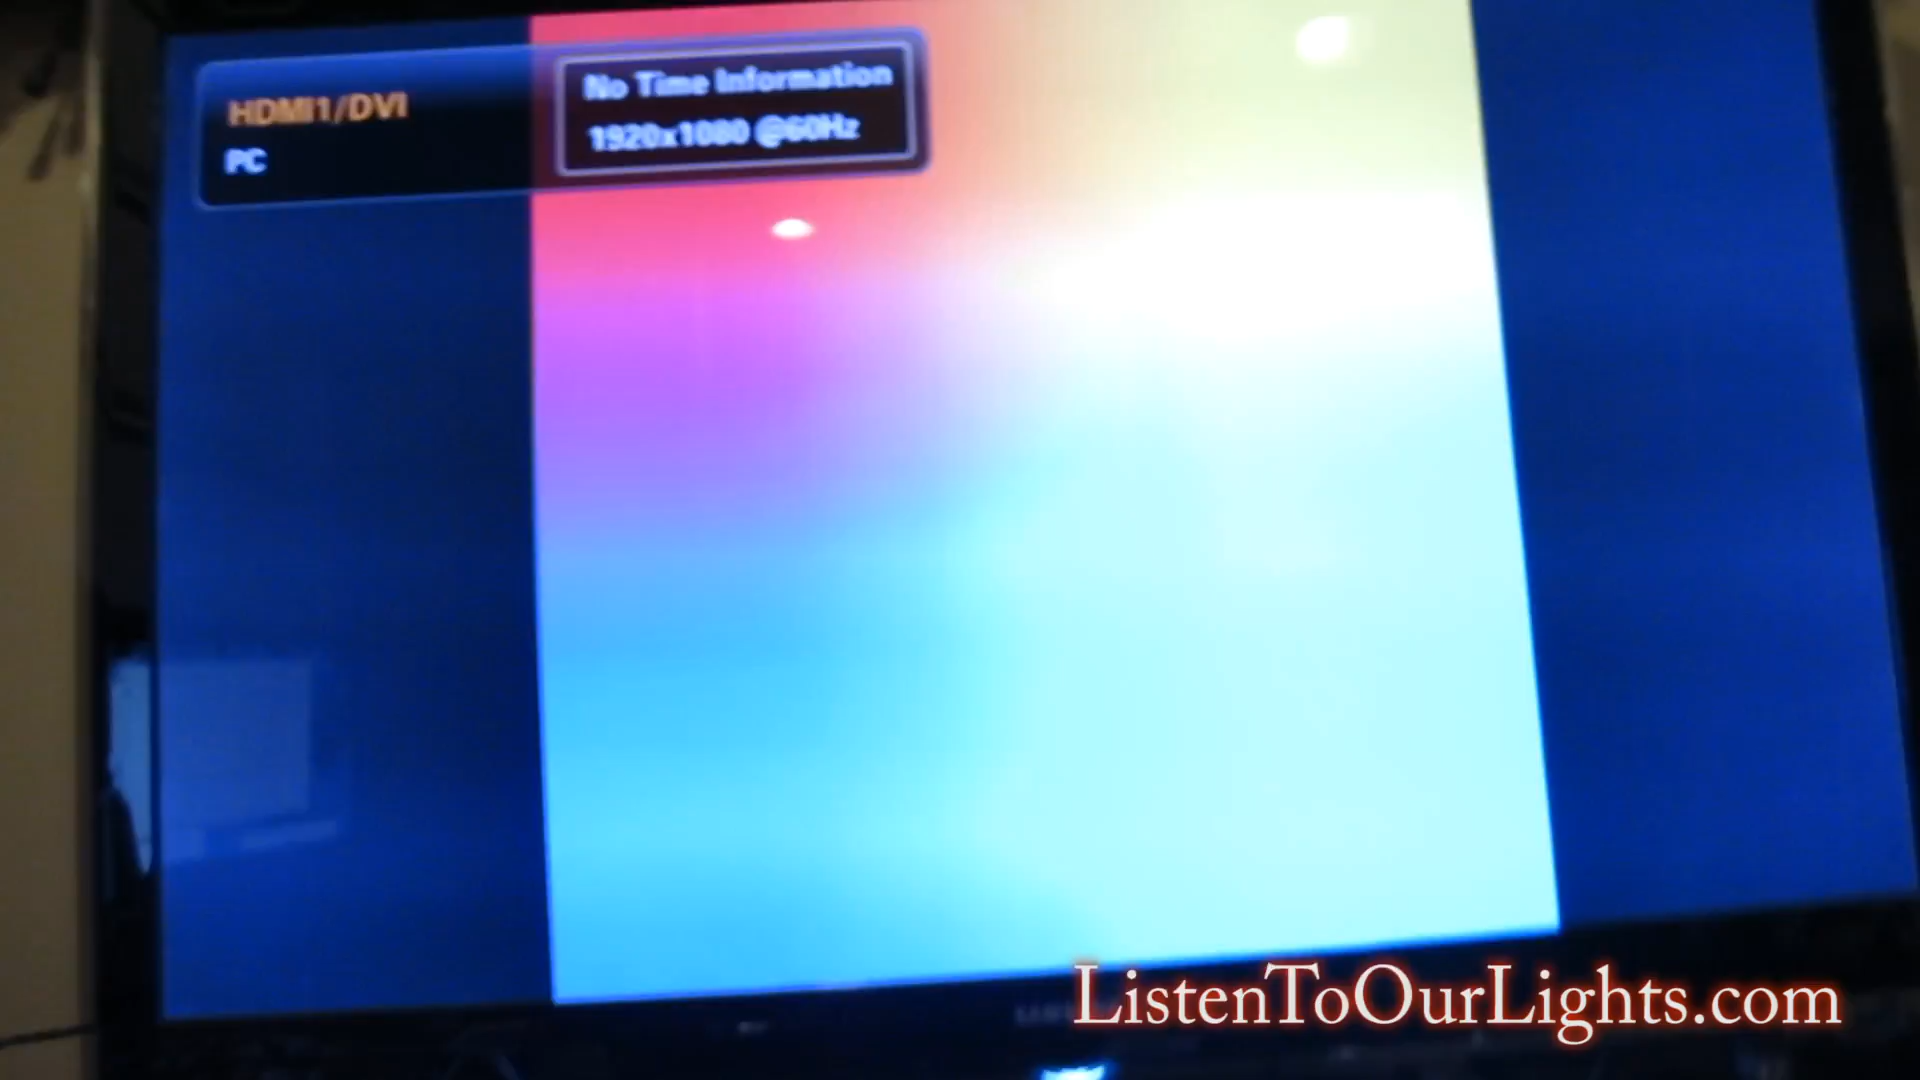 HDMI1/DVI
PC
No Time Information
1920x1080 @60Hz
ListenToOurLights.com